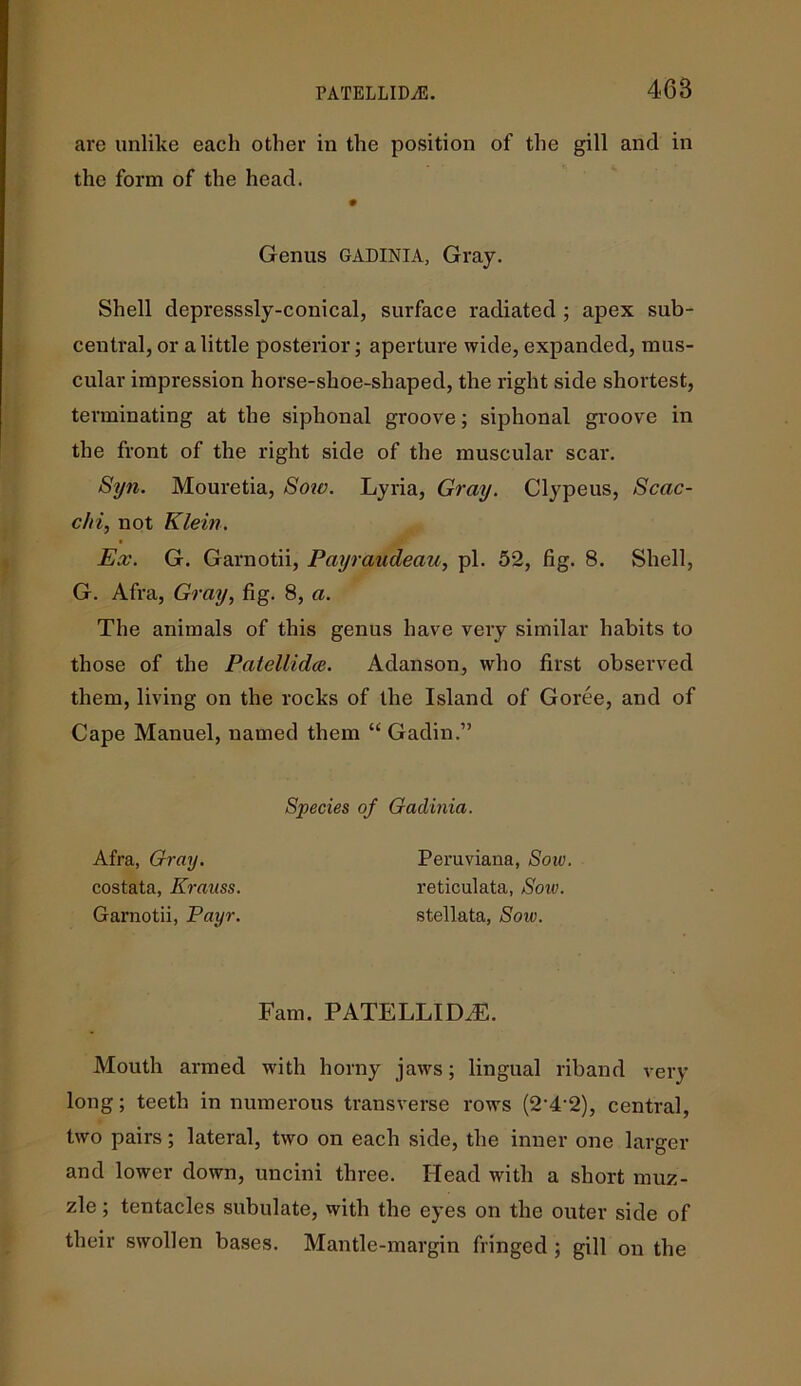 PATELLIDÆ. 463
are unlike each other in the position of the gill and in
the form of the head.
Genus GADINIA, Gray.
Shell depresssly-conical, surface radiated ; apex sub-
central, or a little posterior; aperture wide, expanded, mus-
cular impression horse-shoe-shaped, the right side shortest,
terminating at the siphonal groove; siphonal groove in
the front of the right side of the muscular scar.
Syn. Mouretia, Sow. Lyria, Gray. Clypeus, Scac-
chi, not Klein.
Ex. G. Garnotii, Payraudeau, pl. 52, fig. 8. Shell,
G. Afra, Gray, fig. 8, a.
The animals of this genus have very similar habits to
those of the Patellidæ. Adanson, who first observed
them, living on the rocks of the Island of Gorée, and of
Cape Manuel, named them “ Gadin.”
Species of Gadinia.
Afra, Gray.
costata, Krauss.
Garnotii, Payr.
Peruviana, Sow.
reticulata, Sow.
stellata, Sow.
Fam. PATELLIDÆ.
Mouth armed with horny jaws; lingual riband very
long; teeth in numerous transverse rows (2·4·2), central,
two pairs; lateral, two on each side, the inner one larger
and lower down, uncini three. Head with a short muz-
zle; tentacles subulate, with the eyes on the outer side of
their swollen bases. Mantle-margin fringed ; gill on the